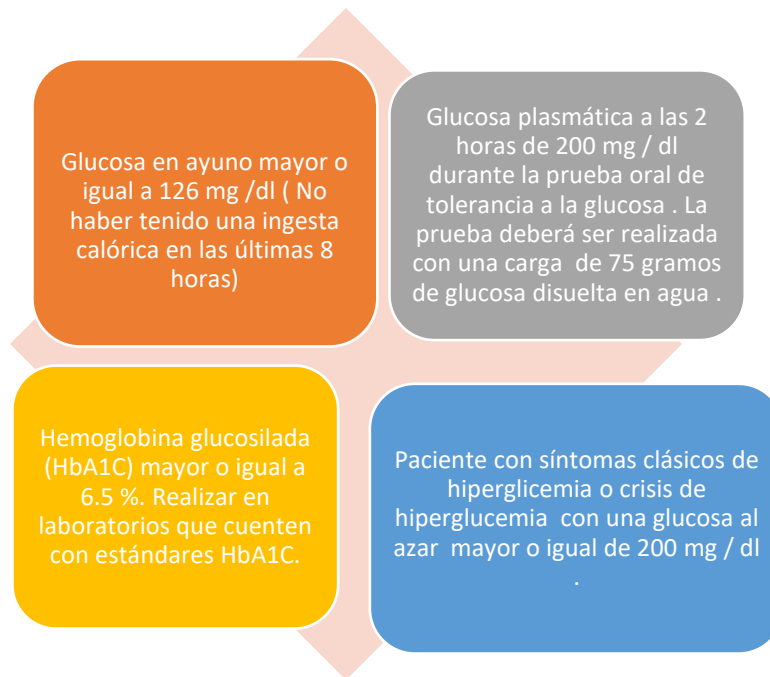 Glucosa en ayuno mayor o
igual a 126 mg /dl ( No
haber tenido una ingesta
calórica en las últimas 8
horas)
Glucosa plasmática a las 2
horas de 200 mg / dl
durante la prueba oral de
tolerancia a la glucosa . La
prueba deberá ser realizada
con una carga  de 75 gramos
de glucosa disuelta en agua .
Hemoglobina glucosilada
(HbA1C) mayor o igual a
6.5 %. Realizar en
laboratorios que cuenten
con estándares HbA1C.
Paciente con síntomas clásicos de
hiperglicemia o crisis de
hiperglucemia  con una glucosa al
azar  mayor o igual de 200 mg / dl
.